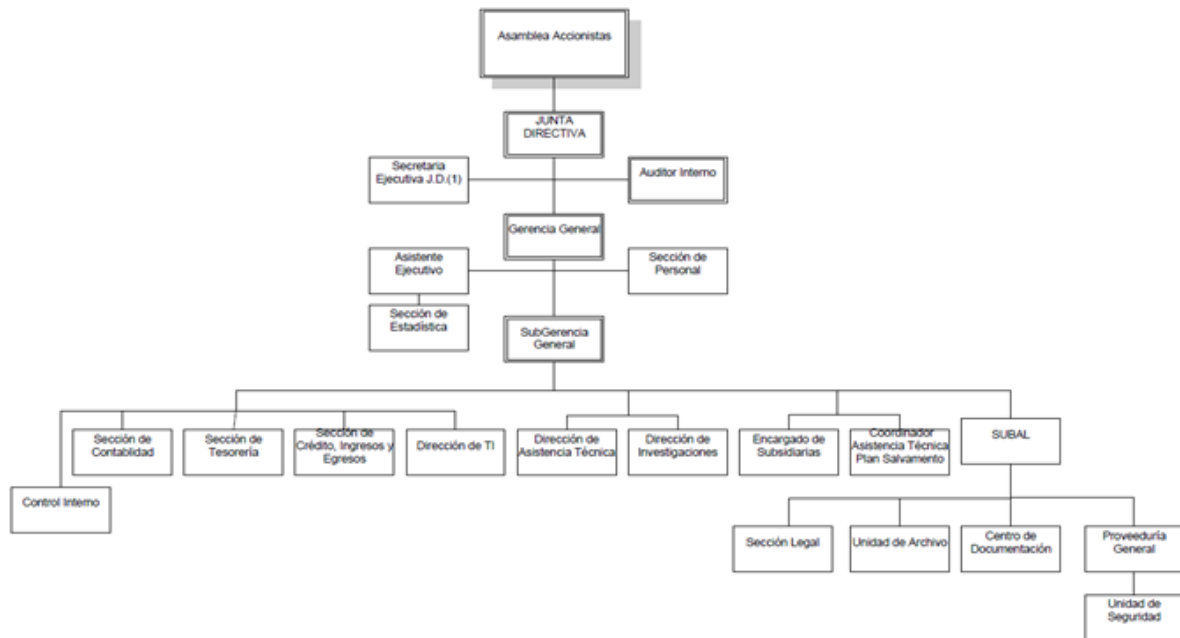 Asamblea Accionistas
JUNTA
DIRECTIVA
Secretaria
Ejecutiva J.D.(1)
Auditor Interno
Gerencia General
Asistente
Ejecutivo
Sección de
Personal
Sección de
Estadística
SubGerencia
General
Sección de
Contablidad
Sección de
Tesorería
Sección de
Crédito, Ingresos y
Egresos
Dirección de TI
Dirección de
Asistencia Técnica
Dirección de
Investigaciones
Encargado de
Subsidiarias
Coordinador
Asistencia Técnica
Plan Salvamento
SUBAL
Control Interno
Sección Legal
Unidad de Archivo
Centro de
Documentación
Proveeduría
General
Unidad de
Seguridad